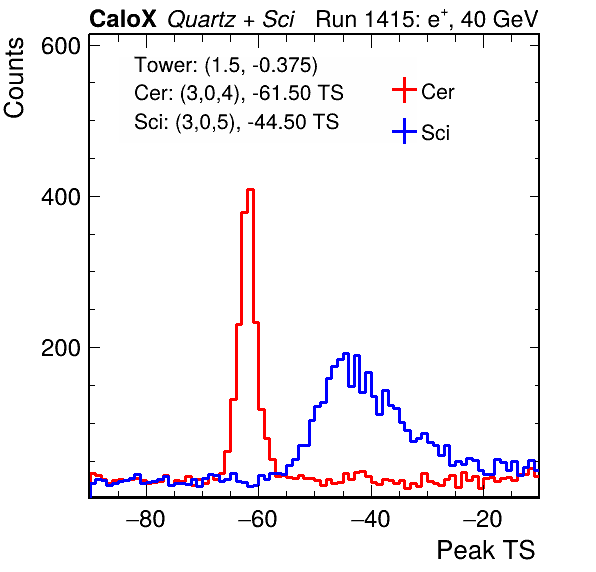 CaloX Quartz + Sci Run 1415: e⁺, 40 GeV
Counts
600
400
200
Tower: (1.5, -0.375)
Cer: (3,0,4), -61.50 TS
Sci: (3,0,5), -44.50 TS
Cer
Sci
−80 −60 −40 −20
Peak TS